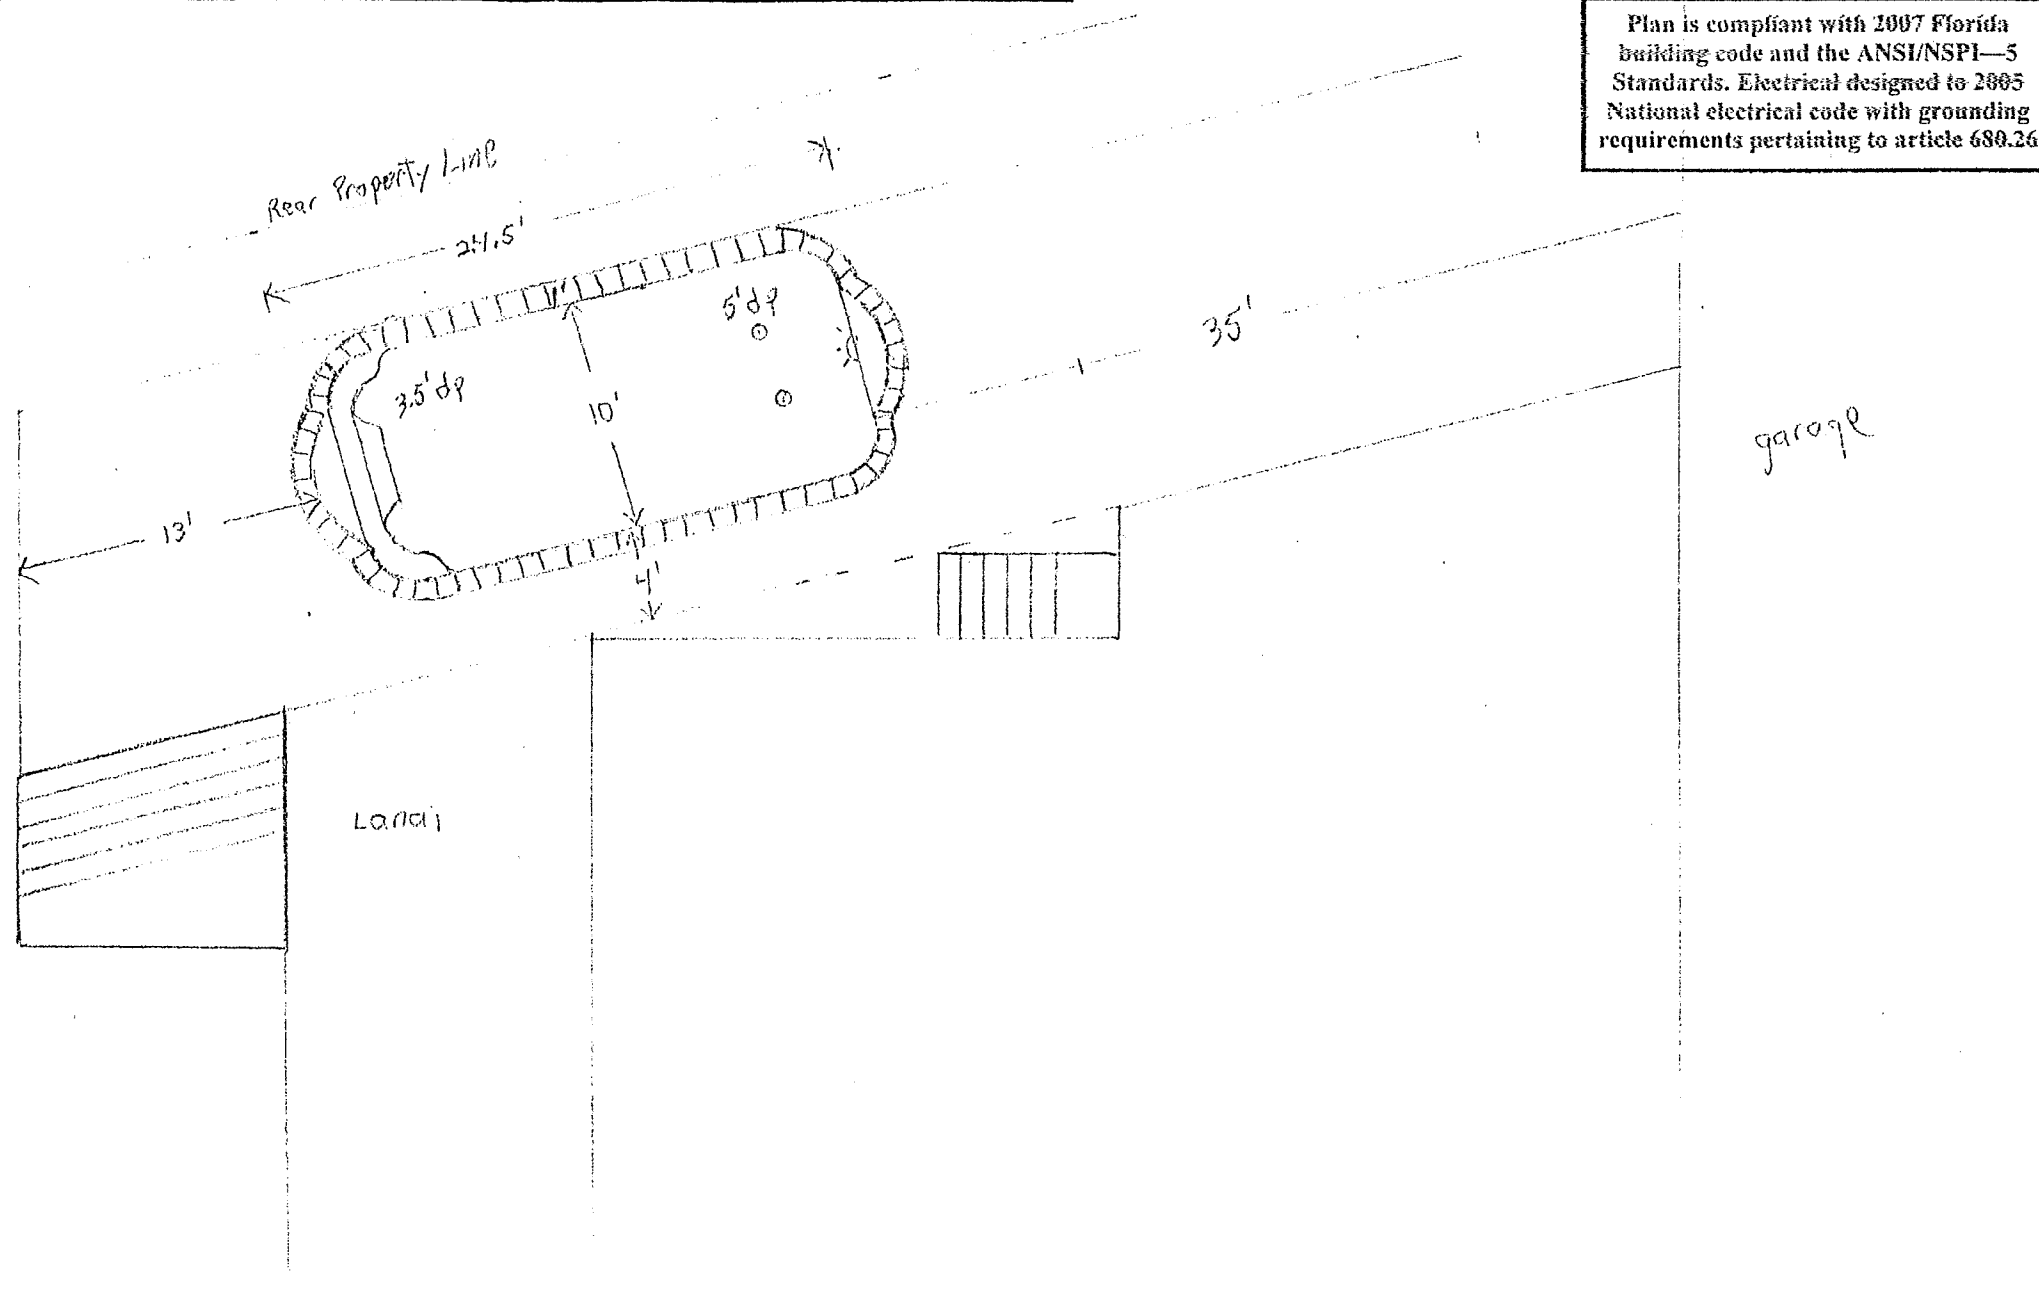 Plan is compliant with 2007 Florida
building code and the ANSI/NSPI—5
Standards. Electrical designed to 2005
National electrical code with grounding
requirements pertaining to article 680.26
Rear Property Line
24.5'
5' dp
3.5' dp
10'
35'
garage
13'
4'
Lanai